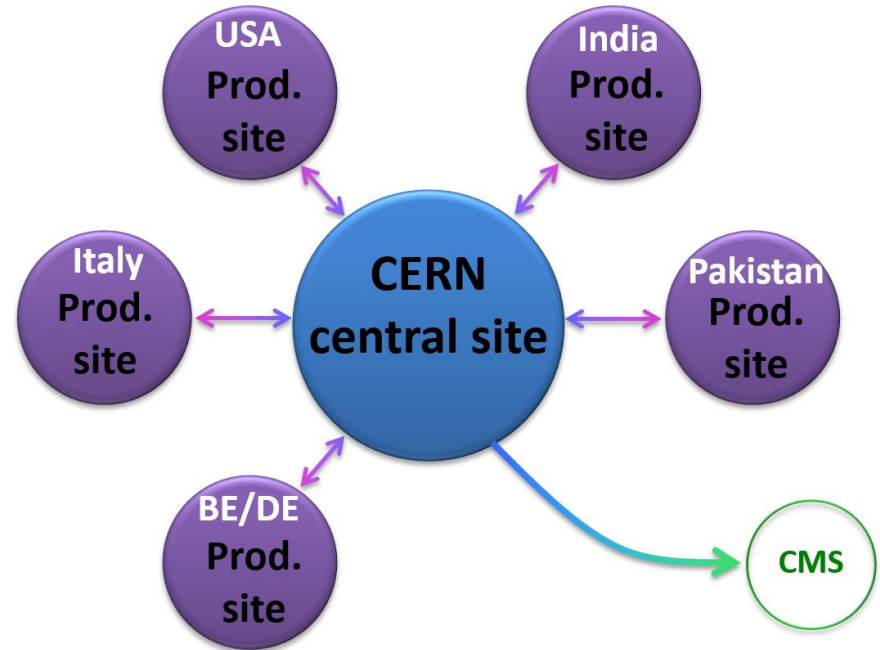 USA
Prod.
site
India
Prod.
site
Italy
Prod.
site
CERN
central site
Pakistan
Prod.
site
BE/DE
Prod.
site
CMS